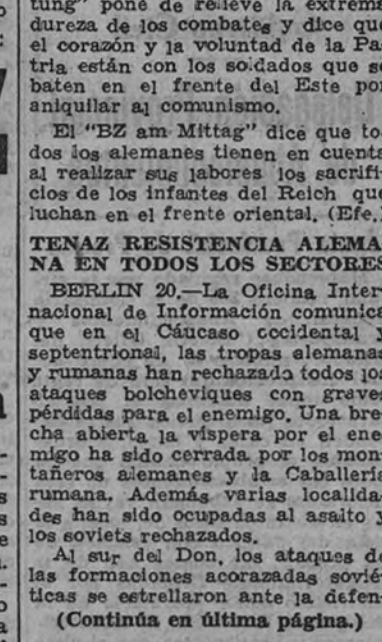 tung" pone de relieve la extrema
dureza de los combates y dice que
el corazón y la voluntad de la Pa-
tria están con los soldados que se
baten en el frente del Este por
aniquilar al comunismo.
El "BZ am Mittag" dice que to-
dos los alemanes tienen en cuenta
al realizar sus labores los sacrifi-
cios de los infantes del Reich que
luchan en el frente oriental. (Efe.)
TENAZ RESISTENCIA ALEMA-
NA EN TODOS LOS SECTORES
BERLIN 20.—La Oficina Inter-
nacional de Información comunica
que en el Cáucaso occidental y
septentrional, las tropas alemanas
y rumanas han rechazado todos los
ataques bolcheviques con graves
pérdidas para el enemigo. Una bre-
cha abierta la víspera por el ene-
migo ha sido cerrada por los mon-
tañeros alemanes y la Caballería
rumana. Además varias localida-
des han sido ocupadas al asalto y
los soviets rechazados.
Al sur del Don, los ataques de
las formaciones acorazadas sovié-
ticas se estrellaron ante la defen-
(Continúa en última página.)